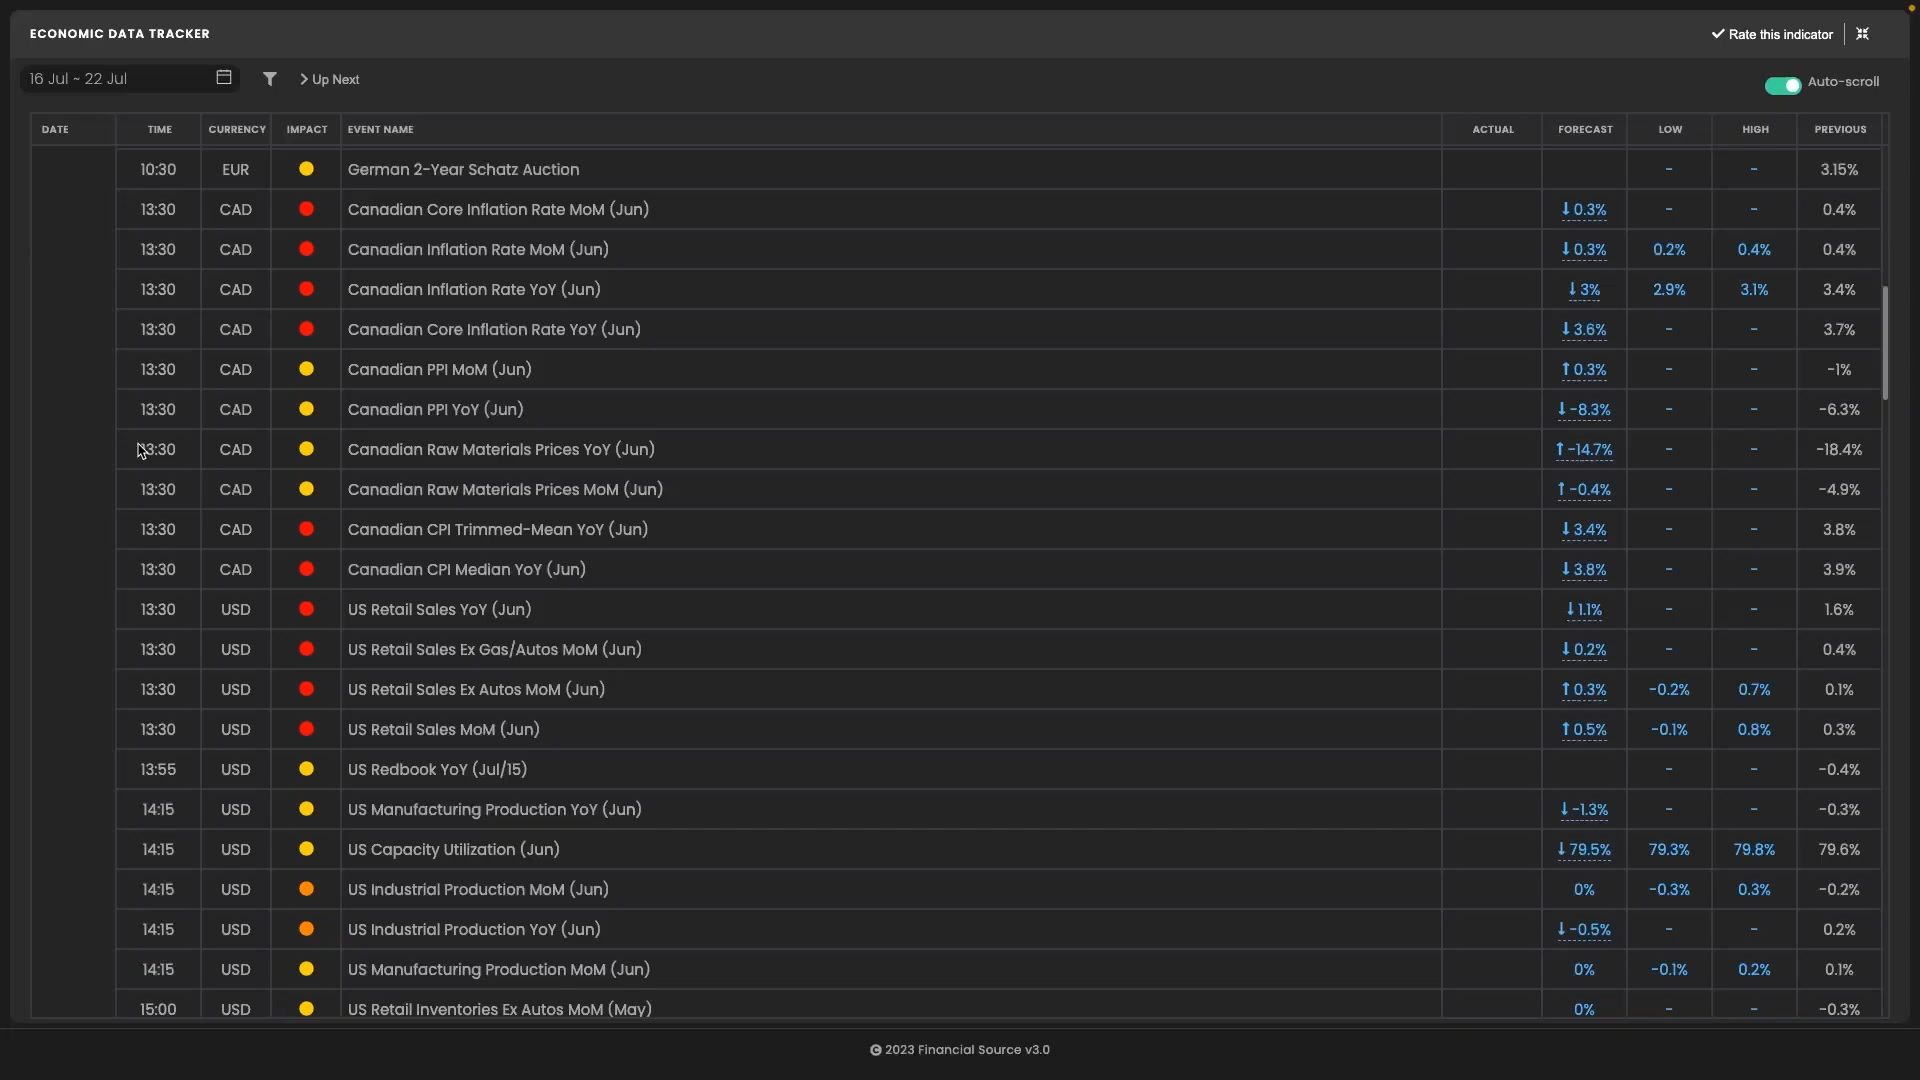 ECONOMIC DATA TRACKER
Rate this indicator
16 Jul ~ 22 Jul
Up Next
Auto-scroll
DATE TIME CURRENCY IMPACT EVENT NAME ACTUAL FORECAST LOW HIGH PREVIOUS
10:30 EUR German 2-Year Schatz Auction - - 3.15%
13:30 CAD Canadian Core Inflation Rate MoM (Jun) ↓ 0.3% - - 0.4%
13:30 CAD Canadian Inflation Rate MoM (Jun) ↓ 0.3% 0.2% 0.4% 0.4%
13:30 CAD Canadian Inflation Rate YoY (Jun) ↓ 3% 2.9% 3.1% 3.4%
13:30 CAD Canadian Core Inflation Rate YoY (Jun) ↓ 3.6% - - 3.7%
13:30 CAD Canadian PPI MoM (Jun) ↑ 0.3% - - -1%
13:30 CAD Canadian PPI YoY (Jun) ↓ -8.3% - - -6.3%
13:30 CAD Canadian Raw Materials Prices YoY (Jun) ↑ -14.7% - - -18.4%
13:30 CAD Canadian Raw Materials Prices MoM (Jun) ↑ -0.4% - - -4.9%
13:30 CAD Canadian CPI Trimmed-Mean YoY (Jun) ↓ 3.4% - - 3.8%
13:30 CAD Canadian CPI Median YoY (Jun) ↓ 3.8% - - 3.9%
13:30 USD US Retail Sales YoY (Jun) ↓ 1.1% - - 1.6%
13:30 USD US Retail Sales Ex Gas/Autos MoM (Jun) ↓ 0.2% - - 0.4%
13:30 USD US Retail Sales Ex Autos MoM (Jun) ↑ 0.3% -0.2% 0.7% 0.1%
13:30 USD US Retail Sales MoM (Jun) ↑ 0.5% -0.1% 0.8% 0.3%
13:55 USD US Redbook YoY (Jul/15) - - -0.4%
14:15 USD US Manufacturing Production YoY (Jun) ↓ -1.3% - - -0.3%
14:15 USD US Capacity Utilization (Jun) ↓ 79.5% 79.3% 79.8% 79.6%
14:15 USD US Industrial Production MoM (Jun) 0% -0.3% 0.3% -0.2%
14:15 USD US Industrial Production YoY (Jun) ↓ -0.5% - - 0.2%
14:15 USD US Manufacturing Production MoM (Jun) 0% -0.1% 0.2% 0.1%
15:00 USD US Retail Inventories Ex Autos MoM (May) 0% - - -0.3%
© 2023 Financial Source v3.0